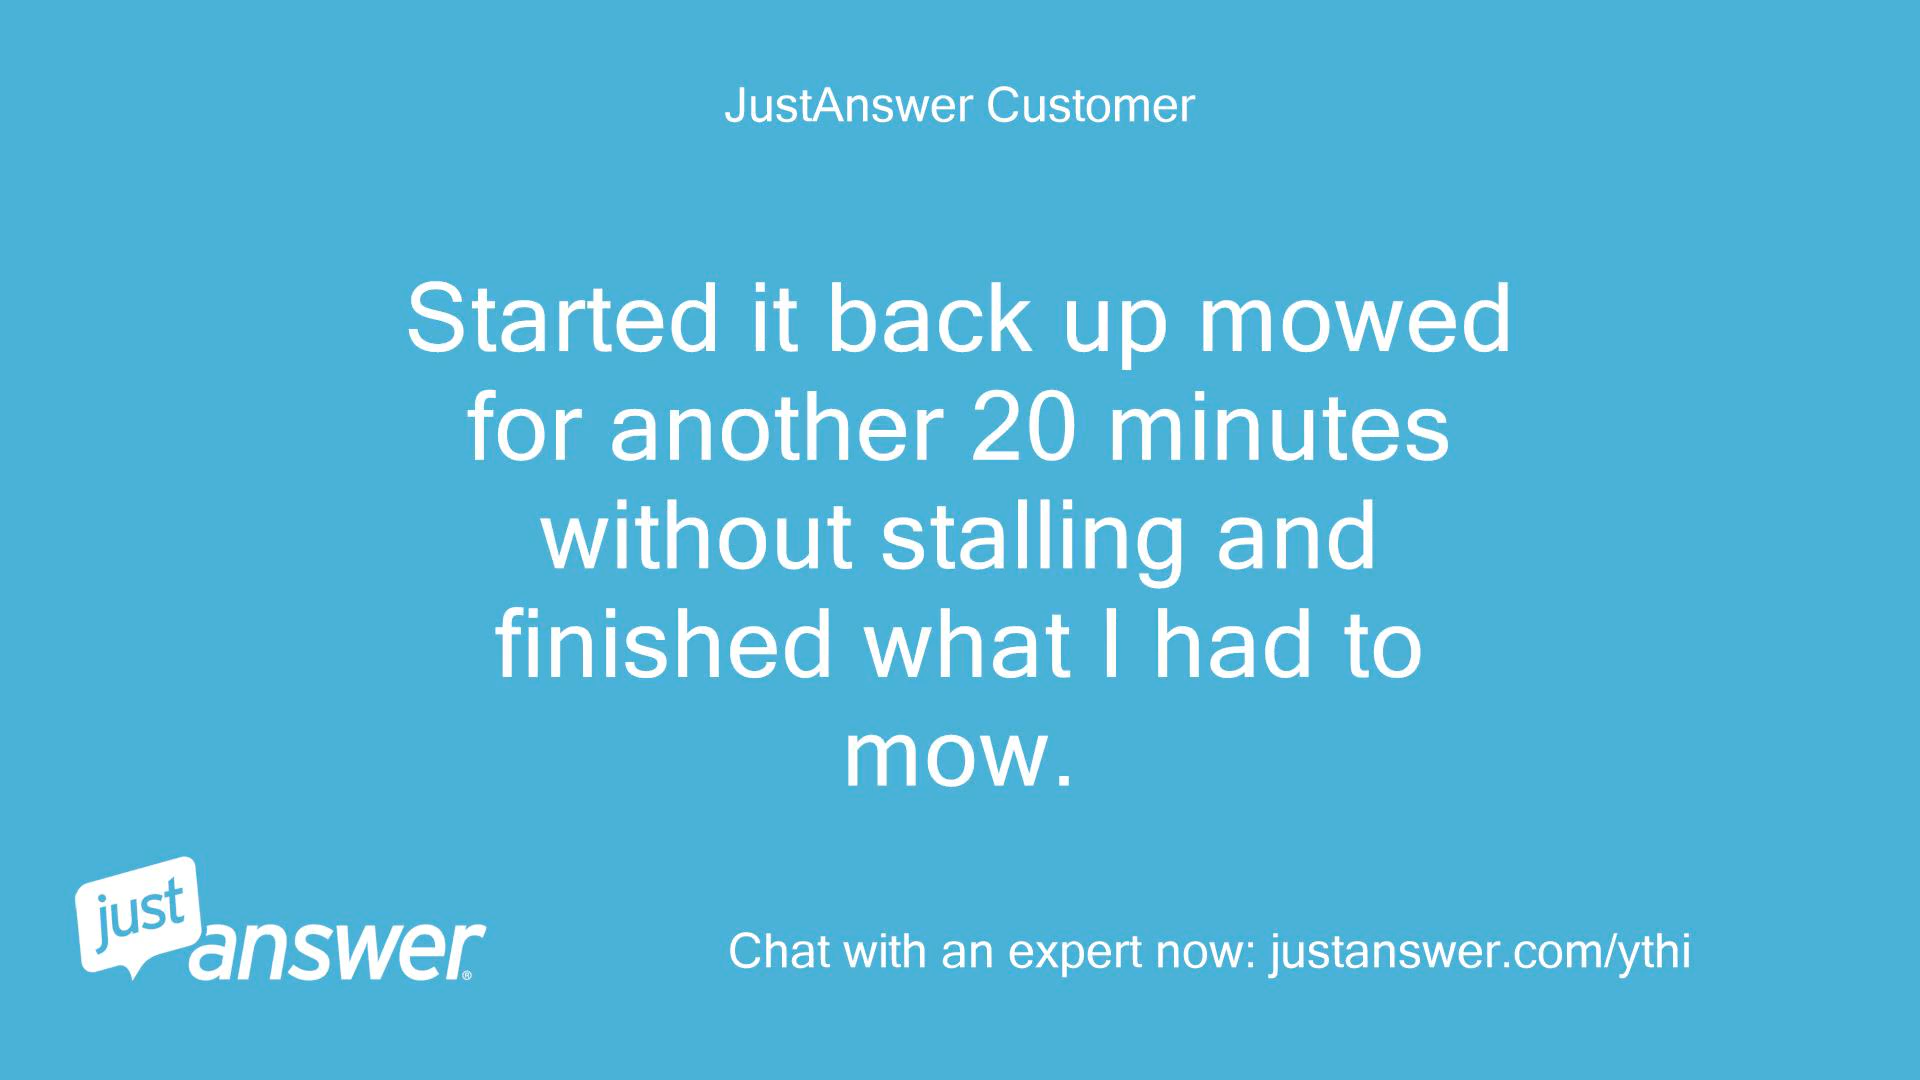 JustAnswer Customer
Started it back up mowed
for another 20 minutes
without stalling and
finished what I had to
mow.
just
answer®
Chat with an expert now: justanswer.com/ythi